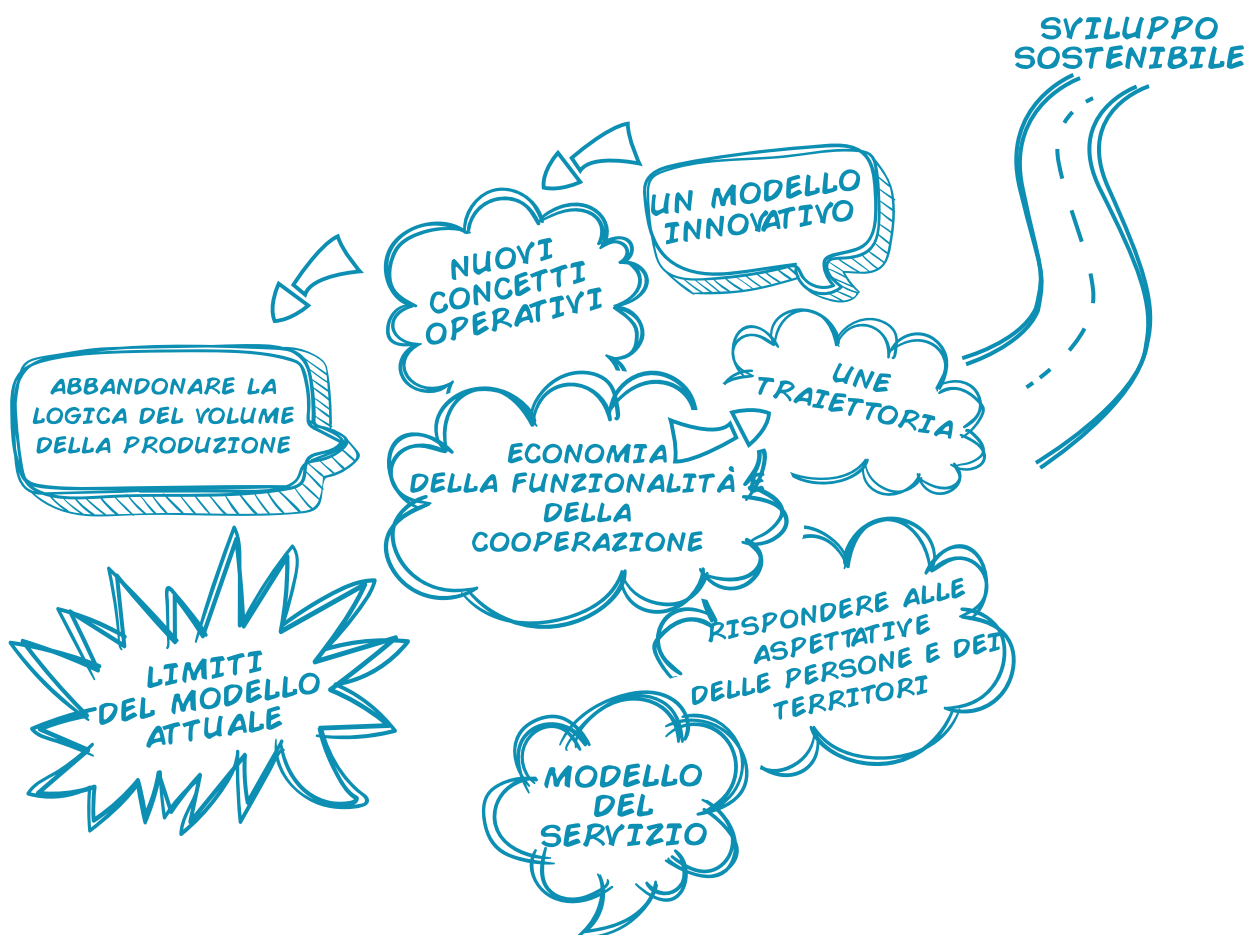 SVILUPPO
SOSTENIBILE
UN MODELLO
INNOVATIVO
NUOVI
CONCETTI
OPERATIVI
ABBANDONARE LA
LOGICA DEL VOLUME
DELLA PRODUZIONE
UNE
TRAIETTORIA
ECONOMIA
DELLA FUNZIONALITÀ E
DELLA
COOPERAZIONE
RISPONDERE ALLE
ASPETTATIVE
DELLE PERSONE E DEI
TERRITORI
LIMITI
DEL MODELLO
ATTUALE
MODELLO
DEL
SERVIZIO